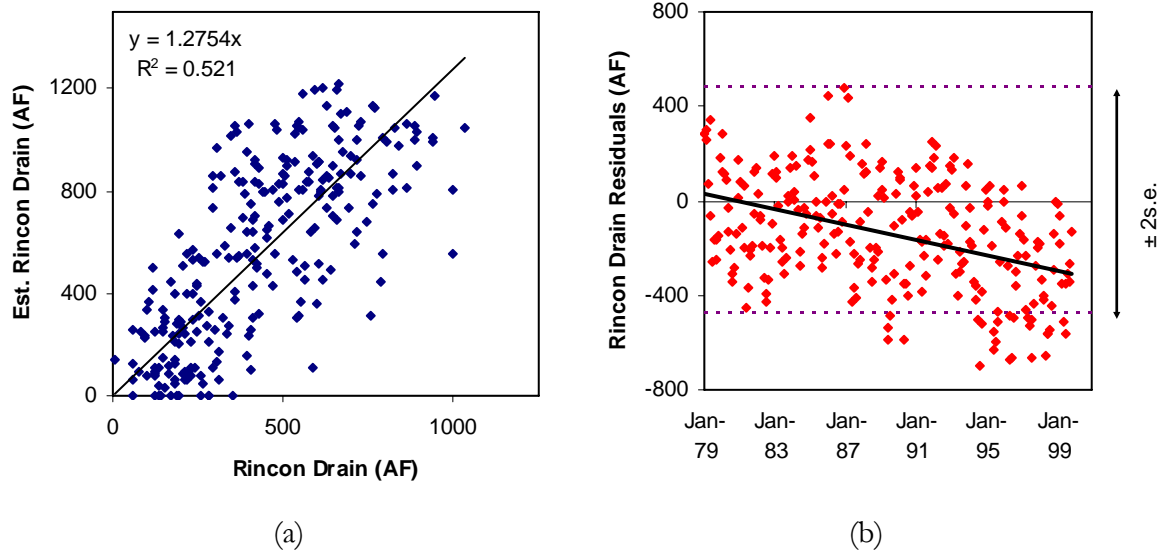 y = 1.2754x
R² = 0.521
Est. Rincon Drain (AF)
1200
800
400
0
0 500 1000
Rincon Drain (AF)
(a)
Rincon Drain Residuals (AF)
800
400
0
-400
-800
Jan- Jan- Jan- Jan- Jan- Jan-
79 83 87 91 95 99
± 2s.e.
(b)